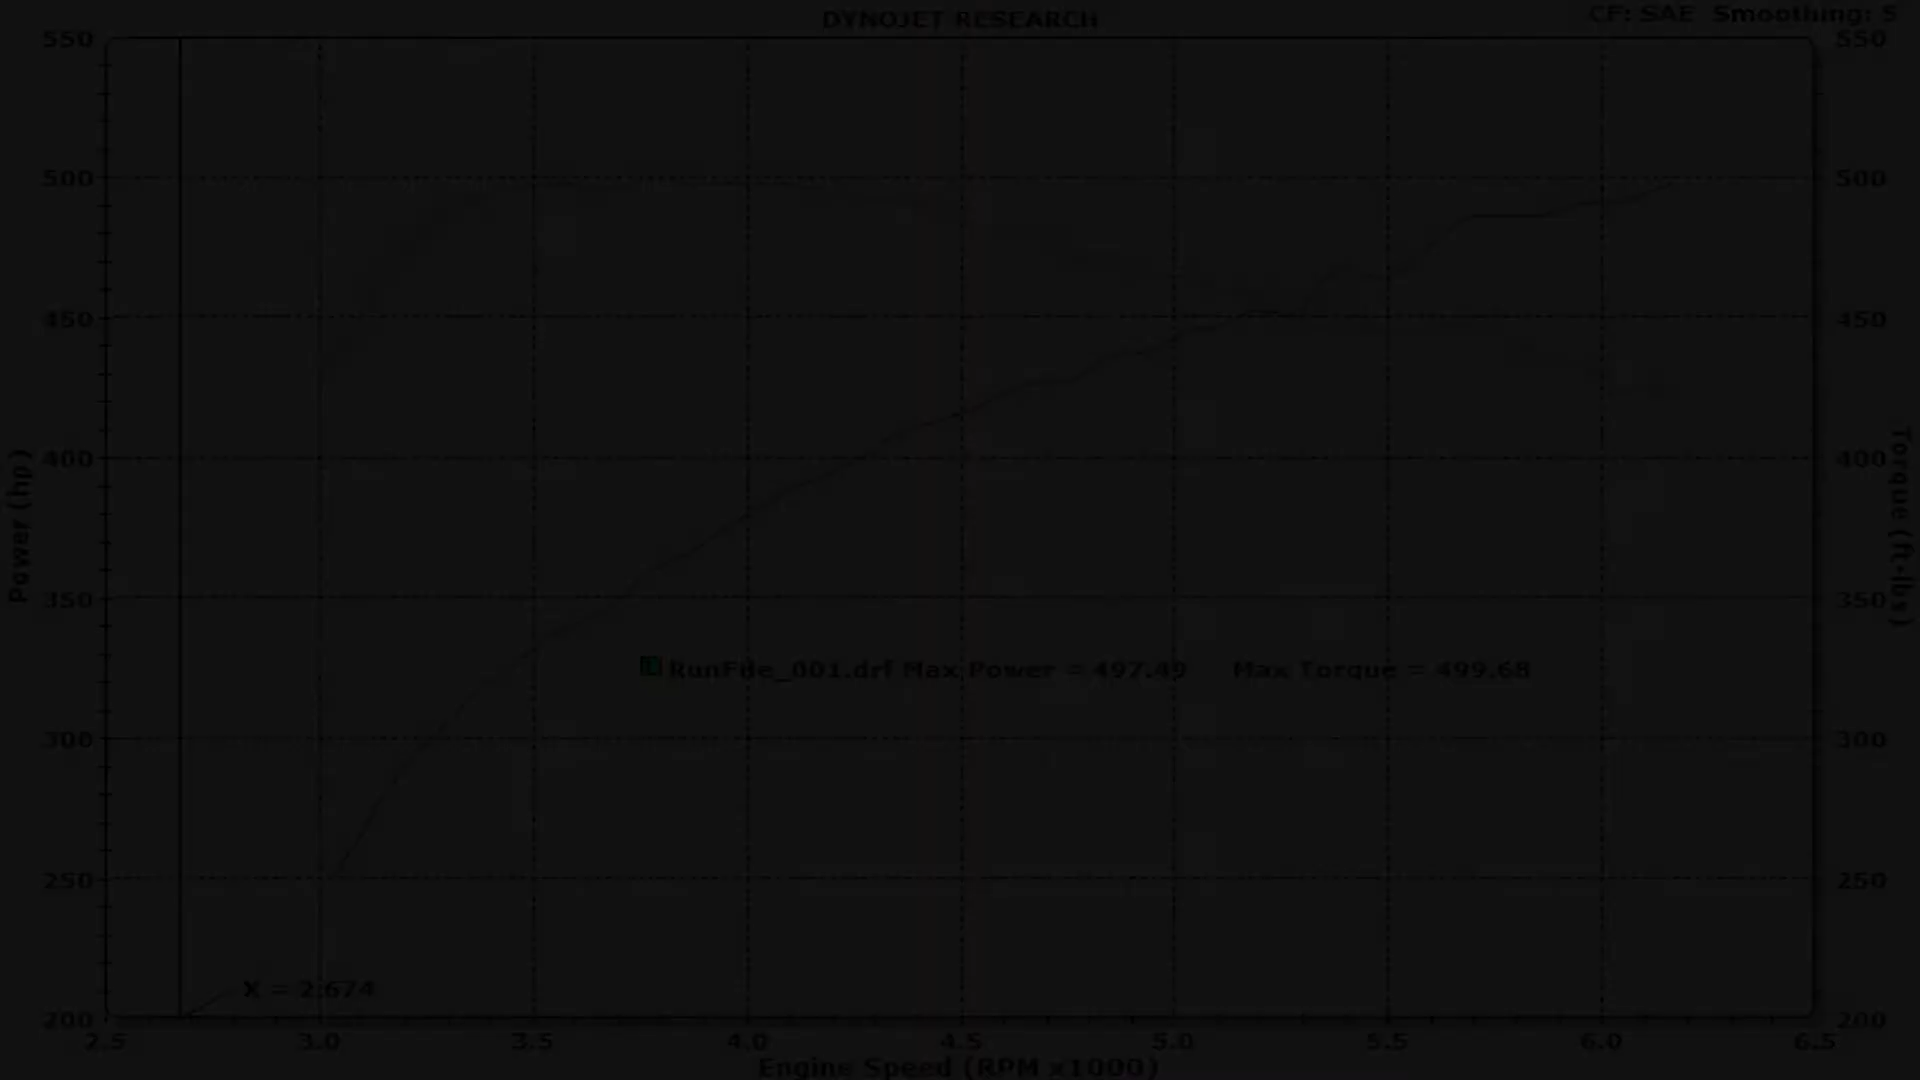 DYNOJET RESEARCH
CF: SAE Smoothing: 5
550
500
450
400
350
300
250
200
Power (hp)
550
500
450
400
350
300
250
200
Torque (ft-lbs)
RunFile_001.drf Max Power = 497.49 Max Torque = 499.68
X = 2.674
2.5 3.0 3.5 4.0 4.5 5.0 5.5 6.0 6.5
Engine Speed (RPM x1000)